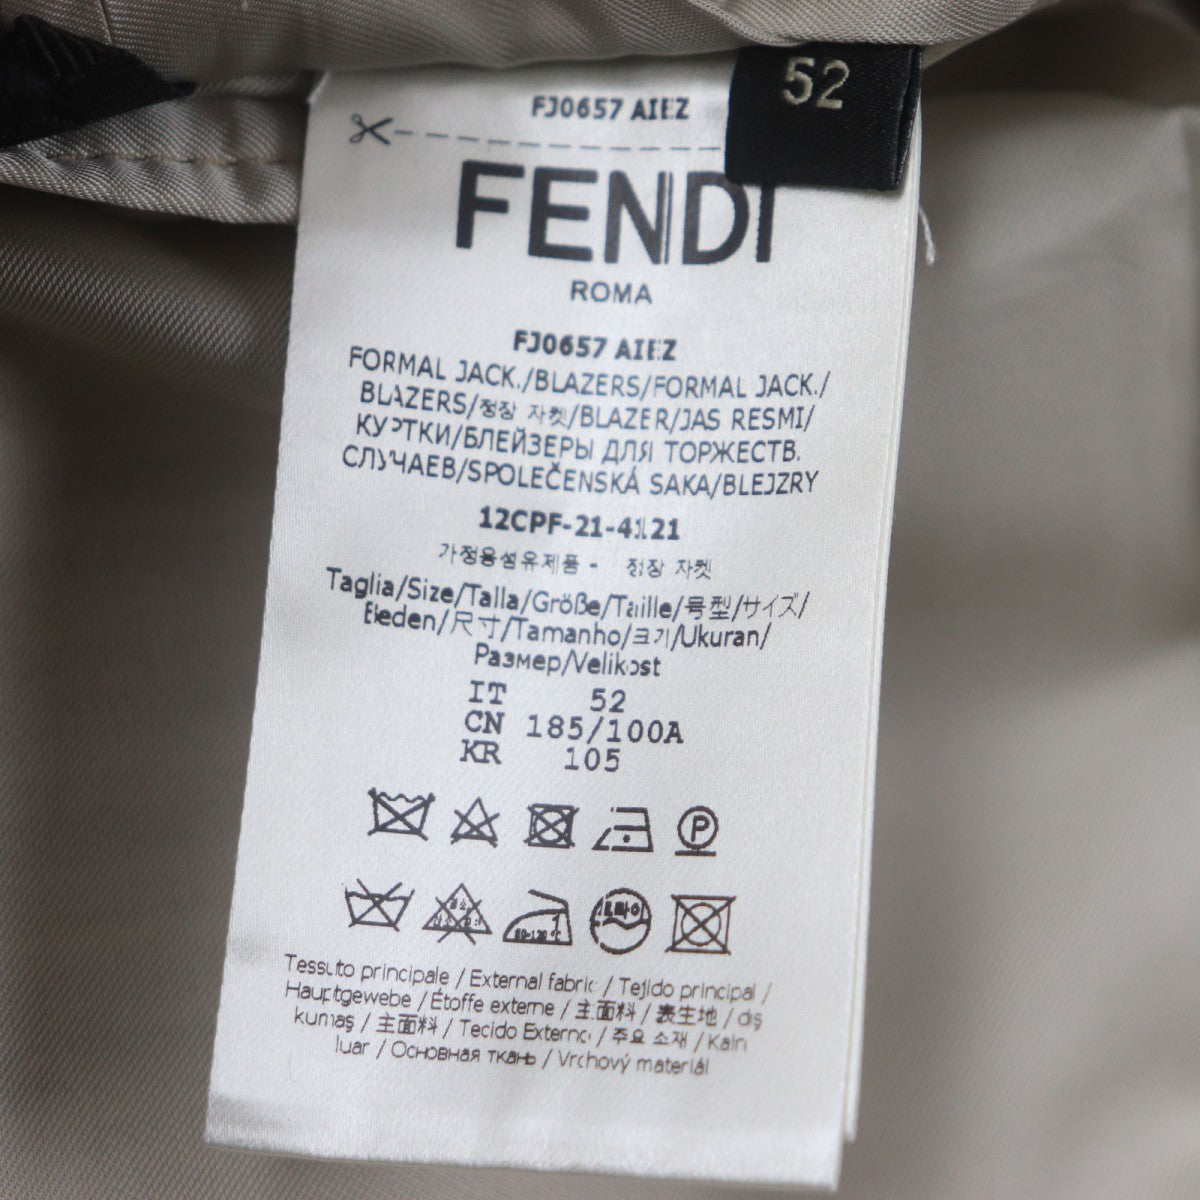 52
FJ0657 AIEZ
FENDI
ROMA
FJ0657 AIEZ
FORMAL JACK./BLAZERS/FORMAL JACK./
BLAZERS/정장 자켓/BLAZER/JAS RESMI/
КУРТКИ/БЛЕЙЗЕРЫ ДЛЯ ТОРЖЕСТВ.
СЛУЧАЕВ/SPOLEČENSKÁ SAKA/BLEJZRY
12CPF-21-4121
가정용섬유제품 - 정장 자켓
Taglia/Size/Talla/Größe/Taille/号型/サイズ/
Beden/尺寸/Tamanho/크기/Ukuran/
Размер/Velikost
IT 52
CN 185/100A
KR 105
P
Tessuto principale / External fabric / Tejido principal /
Hauptgewebe / Étoffe externe / 主面料 / 表生地 / dış
kumaş / 主面料 / Tecido Externo / 주요 소재 / Kain
luar / Основная ткань / Vrchový materiál